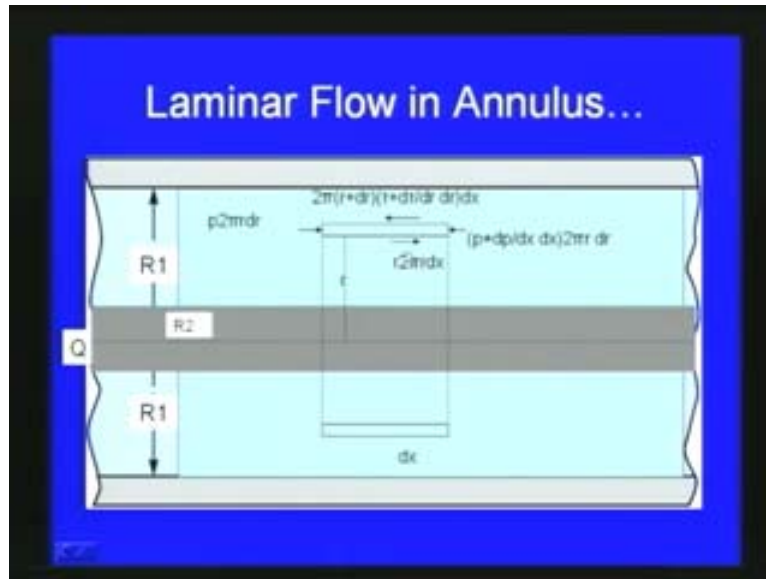 Laminar Flow in Annulus...
2π(r+dr)(τ+dτ/dr dr)dx
p2πrdr
(p+dp/dx dx)2πr dr
τ2πrdx
R1
r
R2
Q
R1
dx